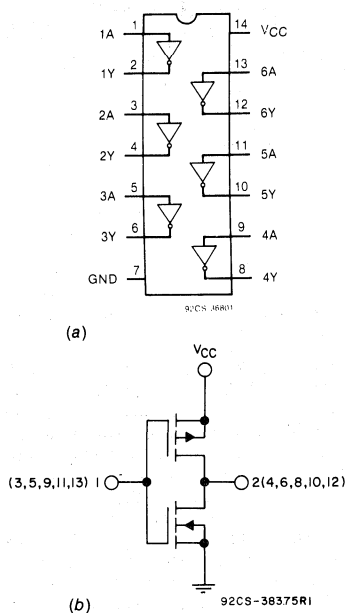 1A 1 14 VCC
1Y 2 13 6A
2A 3 12 6Y
2Y 4 11 5A
3A 5 10 5Y
3Y 6 9 4A
GND 7 8 4Y
92CS-36801
(a)
VCC
(3,5,9,11,13) 1 2(4,6,8,10,12)
(b) 92CS-38375R1